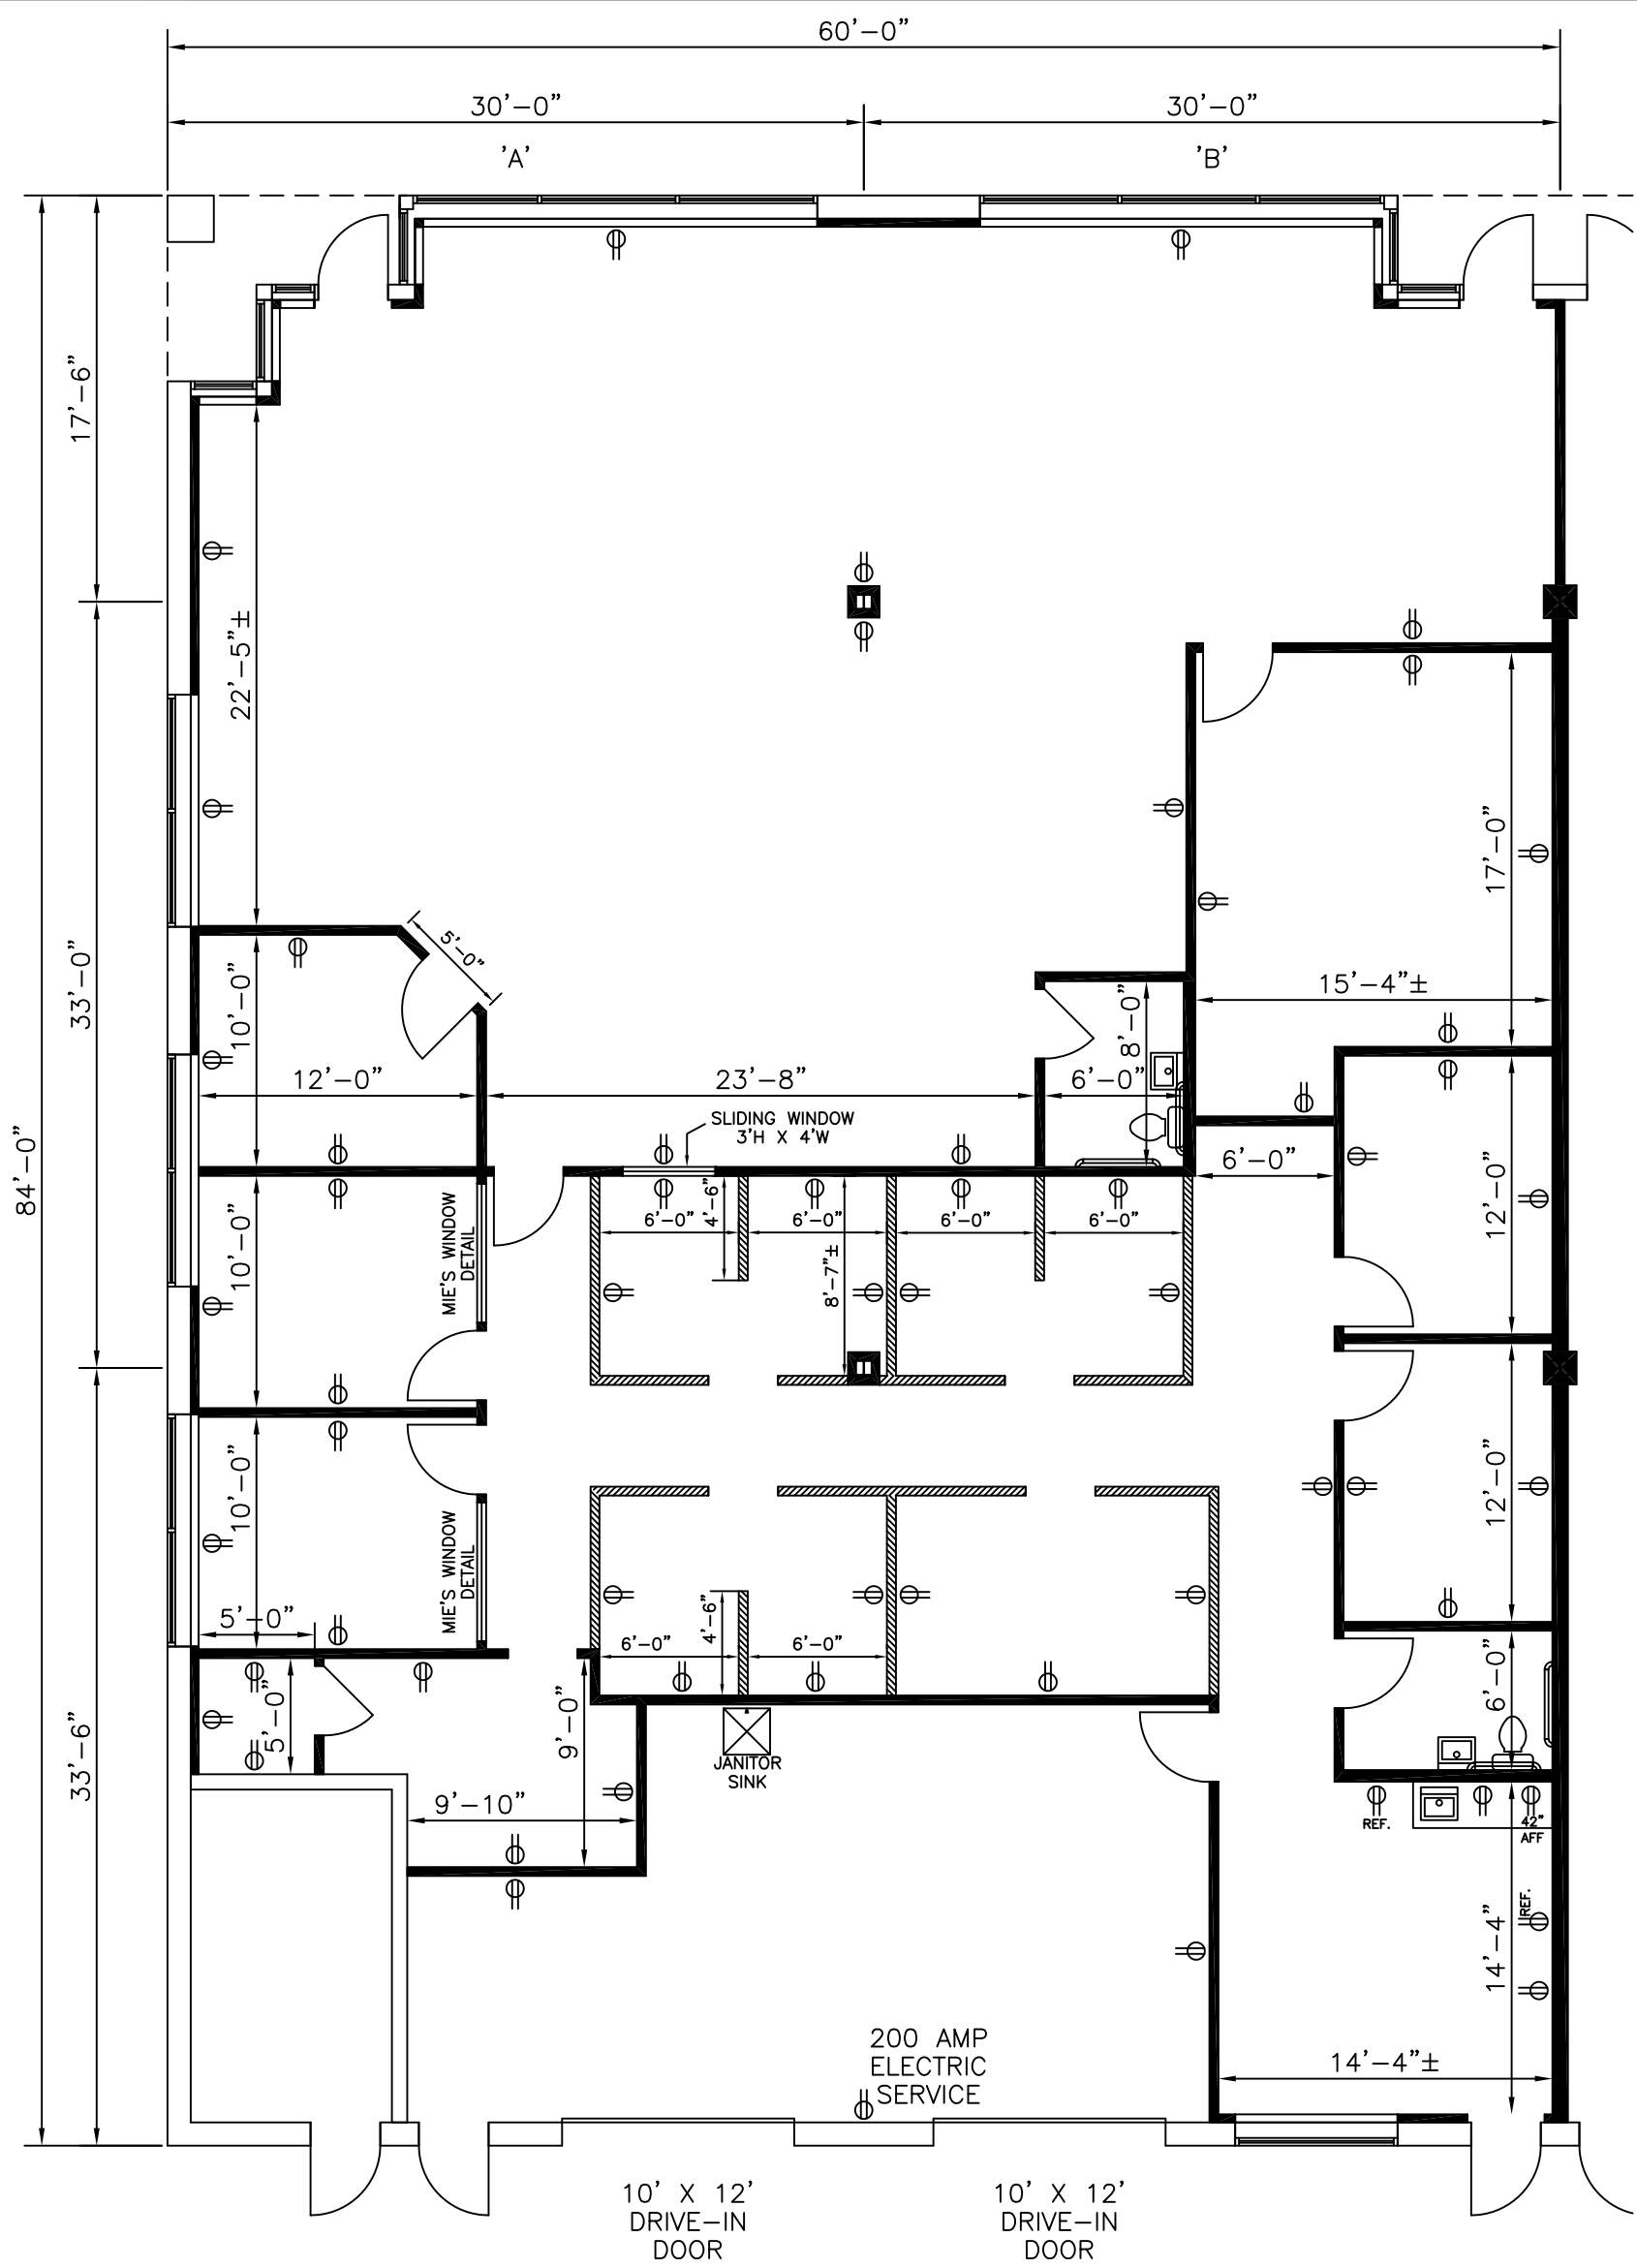 60'-0"
30'-0"
30'-0"
'A'
'B'
17'-6"
22'-5"±
17'-0"
33'-0"
5'-0"
10'-0"
15'-4"±
8'-0"
12'-0"
23'-8"
6'-0"
SLIDING WINDOW
3'H X 4'W
84'-0"
6'-0"
12'-0"
10'-0"
MIE'S WINDOW
DETAIL
6'-0"
4'-6"
6'-0"
6'-0"
6'-0"
8'-7"±
10'-0"
12'-0"
MIE'S WINDOW
DETAIL
5'-0"
6'-0"
4'-6"
6'-0"
6'-0"
5'-0"
9'-0"
33'-6"
JANITOR
SINK
9'-10"
REF.
42"
AFF
REF.
14'-4"
200 AMP
ELECTRIC
SERVICE
14'-4"±
10' X 12'
DRIVE-IN
DOOR
10' X 12'
DRIVE-IN
DOOR